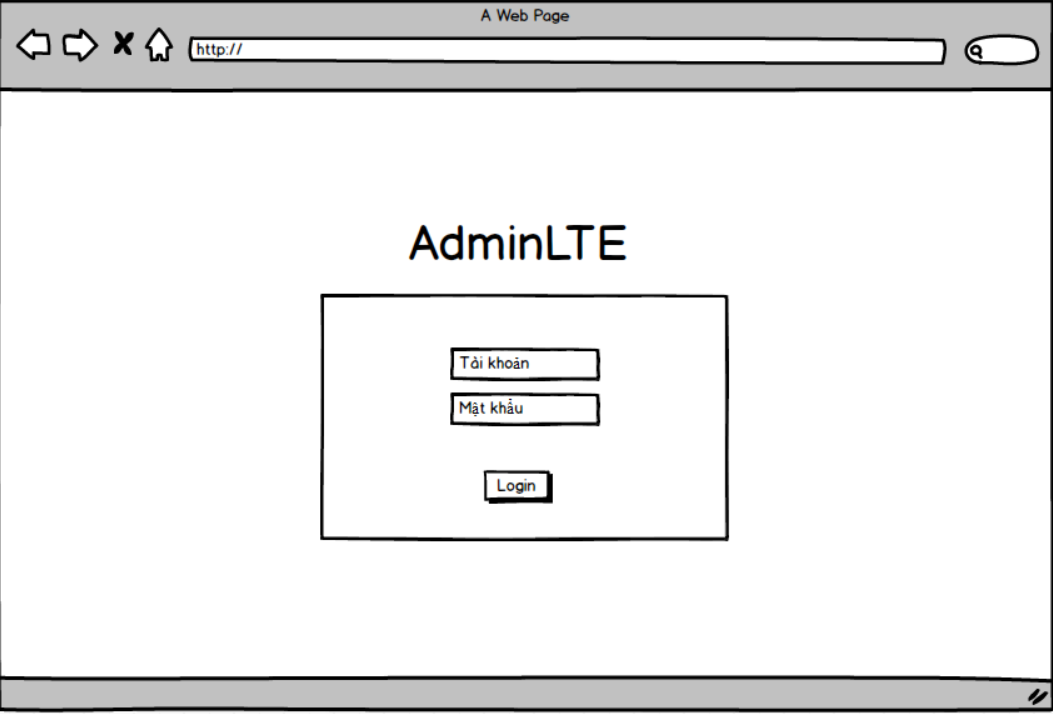 A Web Page
http://
AdminLTE
Tài khoản
Mật khẩu
Login